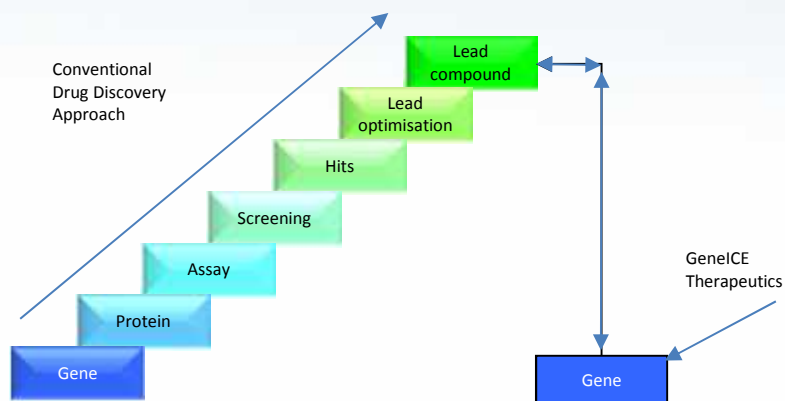 Conventional
Drug Discovery
Approach
Lead
compound
Lead
optimisation
Hits
Screening
Assay
Protein
Gene
GeneICE
Therapeutics
Gene